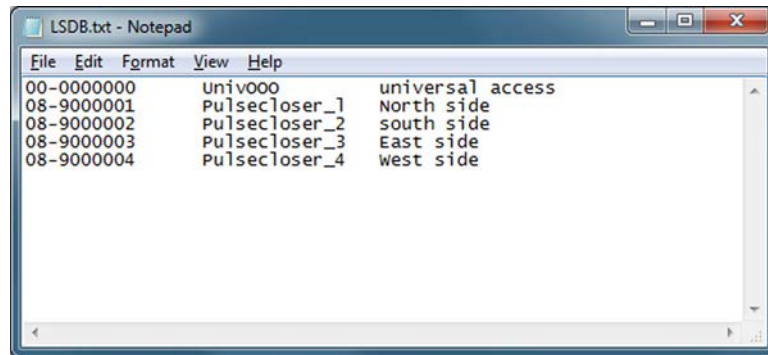 LSDB.txt - Notepad
File Edit Format View Help
00-0000000 Univ000 universal access
08-9000001 Pulsecloser_1 North side
08-9000002 Pulsecloser_2 south side
08-9000003 Pulsecloser_3 East side
08-9000004 Pulsecloser_4 West side